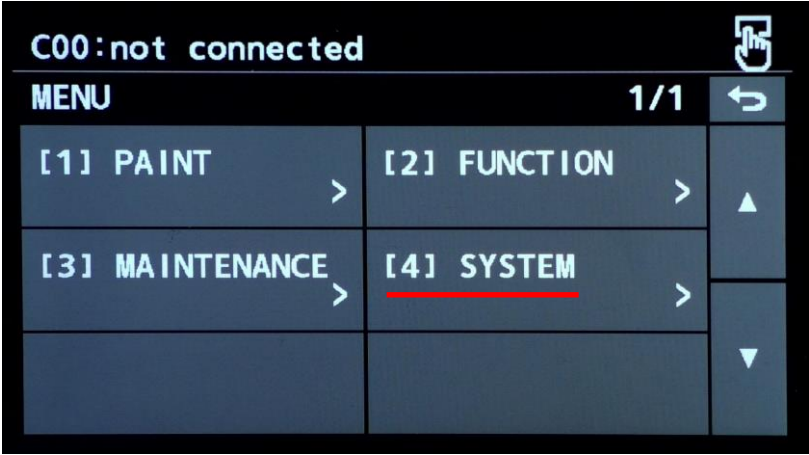 C00:not connected
MENU 1/1
[1] PAINT >
[2] FUNCTION >
[3] MAINTENANCE >
[4] SYSTEM >